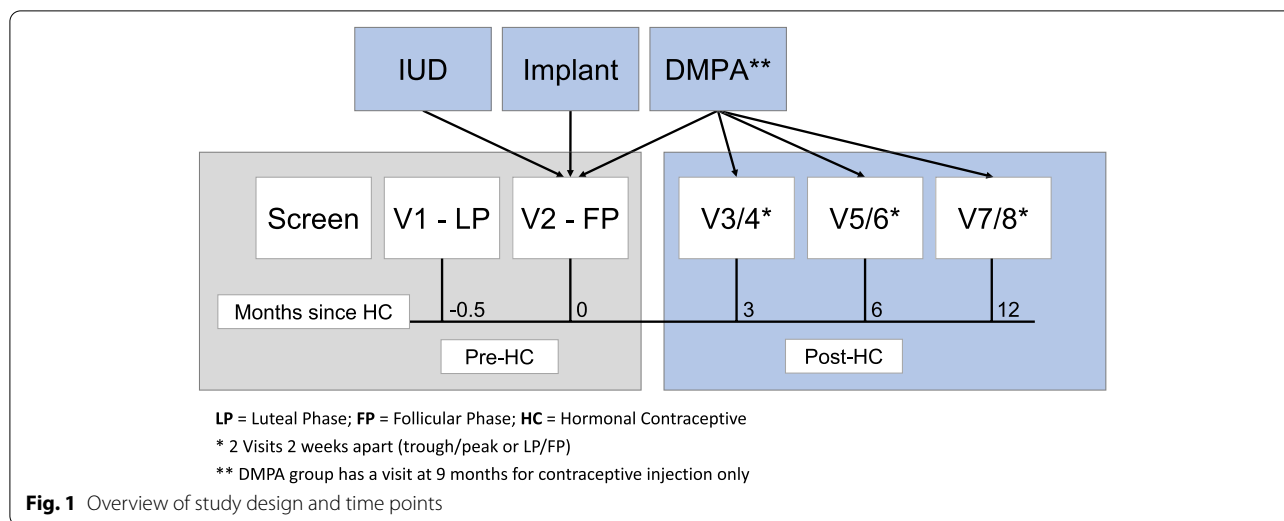 IUD
Implant
DMPA**
Screen
V1 - LP
V2 - FP
V3/4*
V5/6*
V7/8*
Months since HC
-0.5
0
3
6
12
Pre-HC
Post-HC
LP = Luteal Phase; FP = Follicular Phase; HC = Hormonal Contraceptive
* 2 Visits 2 weeks apart (trough/peak or LP/FP)
** DMPA group has a visit at 9 months for contraceptive injection only
Fig. 1 Overview of study design and time points